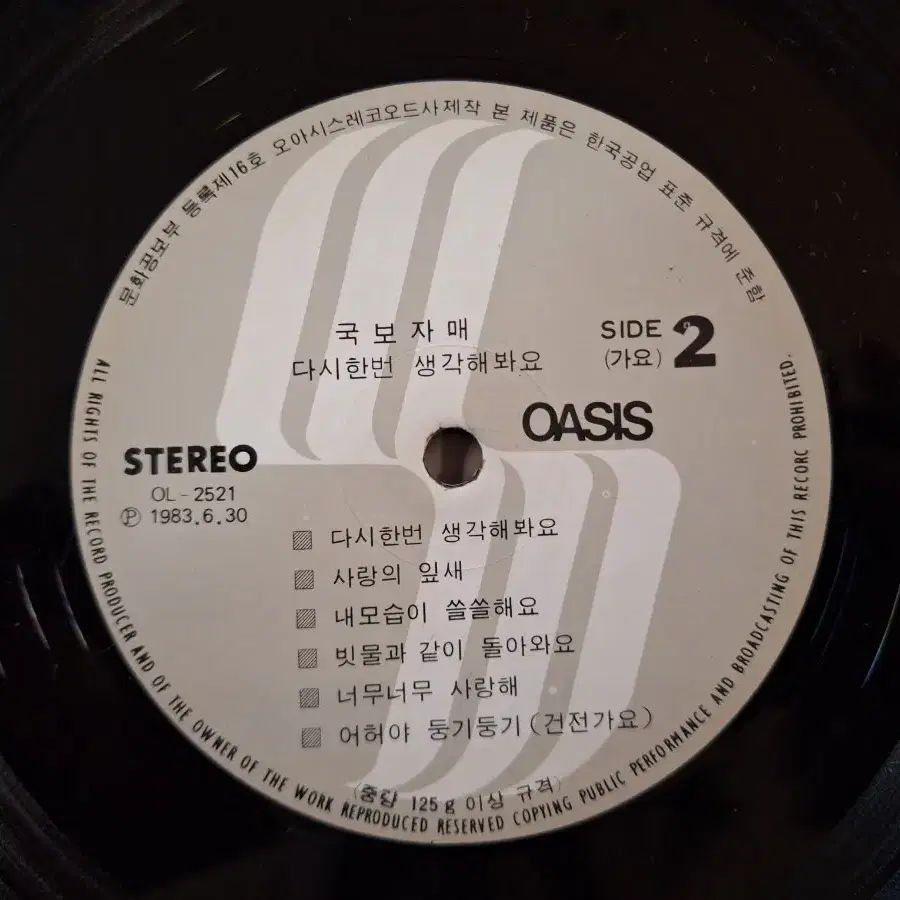 문화공보부 등록제16호 오아시스레코오드사제작 본 제품은 한국공업 표준 규격에 준함
국보자매
다시한번 생각해봐요
SIDE 2
(가요)
OASIS
STEREO
OL-2521
Ⓟ 1983.6.30
다시한번 생각해봐요
사랑의 잎새
내모습이 쓸쓸해요
빗물과 같이 돌아와요
너무너무 사랑해
어허야 둥기둥기(건전가요)
(중량 125g 이상 규격)
ALL RIGHTS OF THE RECORD PRODUCER AND OF THE OWNER OF THE WORK REPRODUCED RESERVED COPYING PUBLIC PERFORMANCE AND BROADCASTING OF THIS RECORC PROHIBITED.